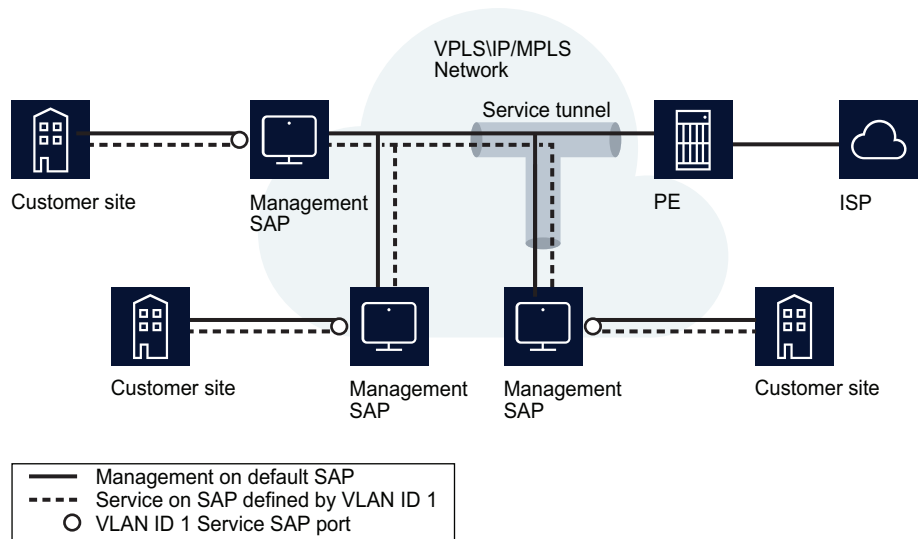 VPLS\IP/MPLS
Network
Service tunnel
Customer site
Management
SAP
PE
ISP
Customer site
Management
SAP
Management
SAP
Customer site
Management on default SAP
Service on SAP defined by VLAN ID 1
VLAN ID 1 Service SAP port